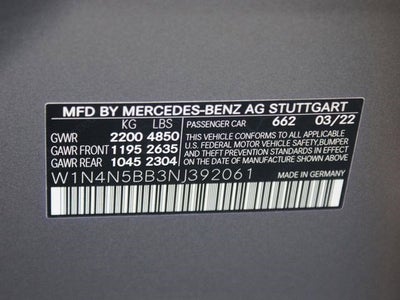 MFD BY MERCEDES-BENZ AG STUTTGART
KG LBS PASSENGER CAR 662 03/22
GVWR 2200 4850 THIS VEHICLE CONFORMS TO ALL APPLICABLE
GAWR FRONT 1195 2635 U.S. FEDERAL MOTOR VEHICLE SAFETY, BUMPER
GAWR REAR 1045 2304 AND THEFT PREVENTION STANDARDS IN EFFECT
ON THE DATE OF MANUFACTURE SHOWN ABOVE.
W1N4N5BB3NJ392061
MADE IN GERMANY